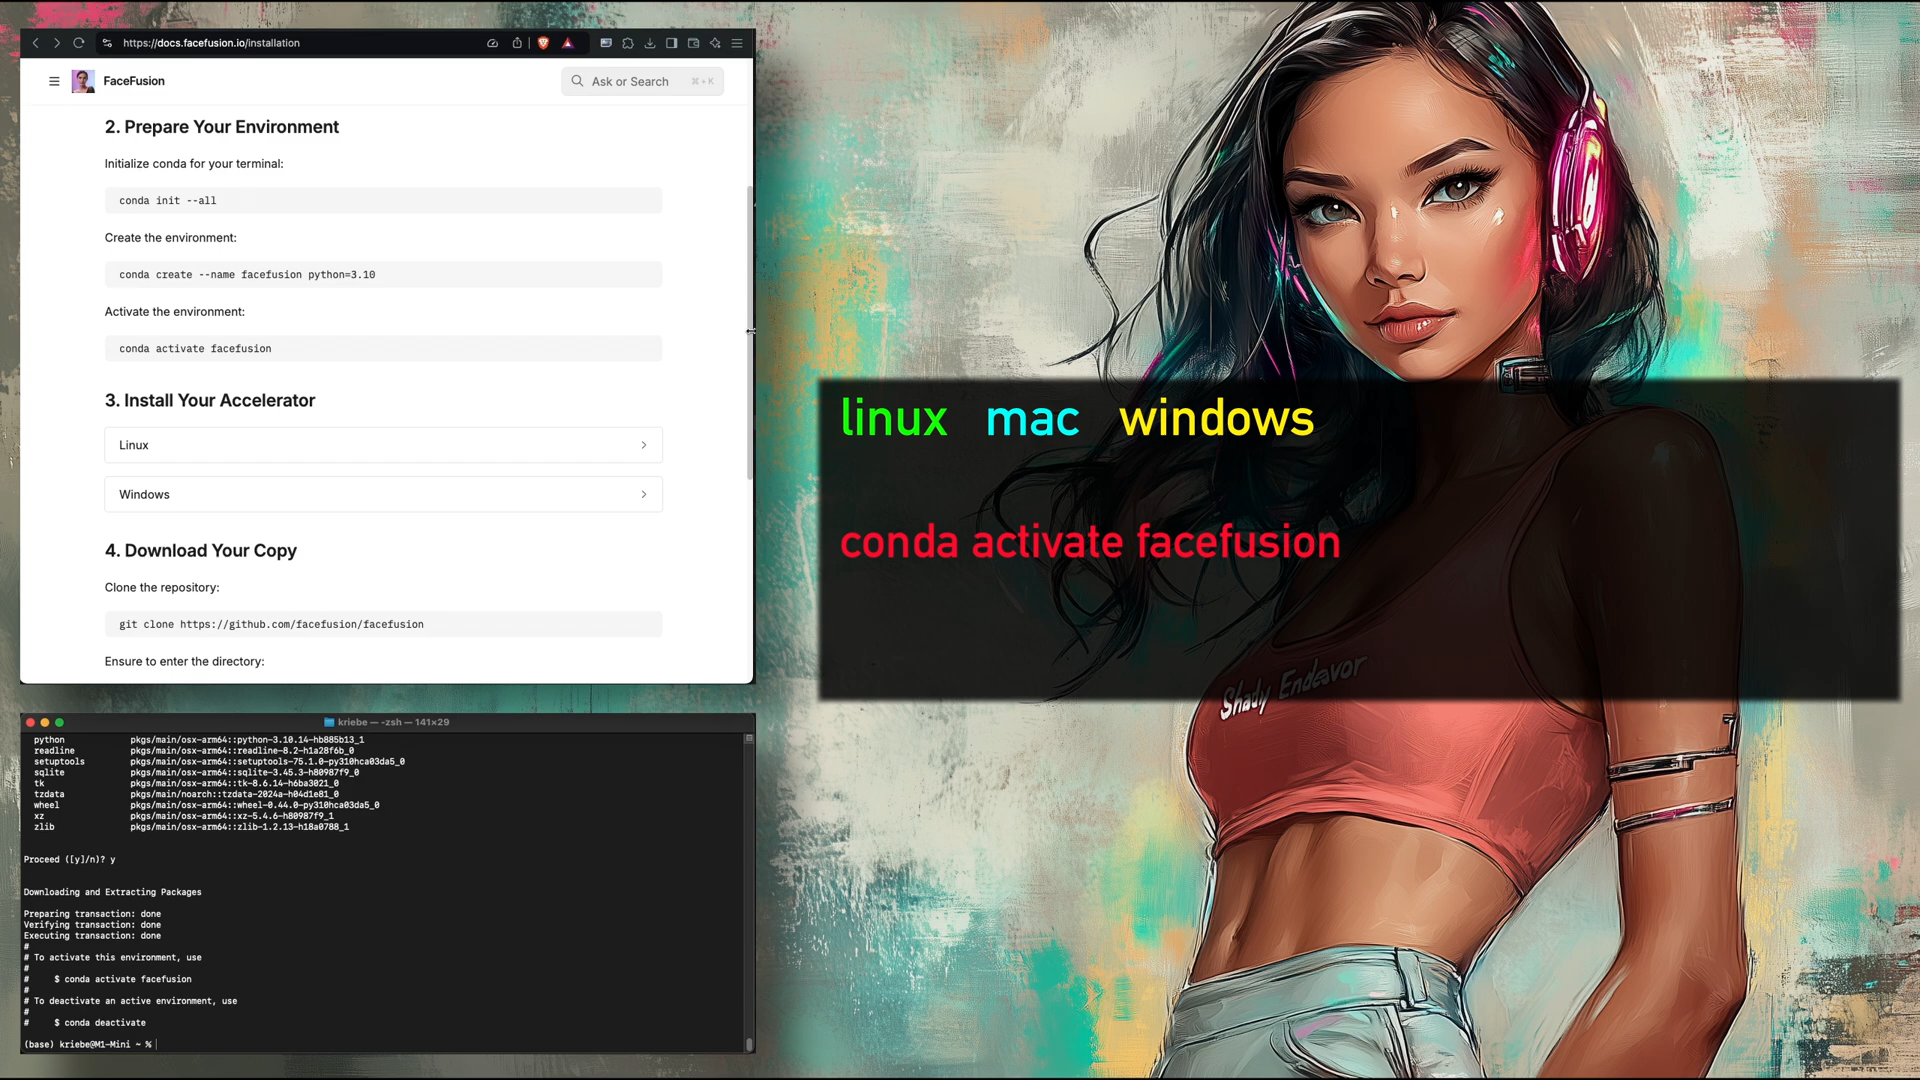 https://docs.facefusion.io/installation
FaceFusion
Ask or Search
⌘ + K
2. Prepare Your Environment
Initialize conda for your terminal:
conda init --all
Create the environment:
conda create --name facefusion python=3.10
Activate the environment:
conda activate facefusion
3. Install Your Accelerator
Linux
Windows
4. Download Your Copy
Clone the repository:
git clone https://github.com/facefusion/facefusion
Ensure to enter the directory:
linux mac windows
conda activate facefusion
Shady Endeavor
kriebe — -zsh — 141×29
python pkgs/main/osx-arm64::python-3.10.14-hb885b13_1
readline pkgs/main/osx-arm64::readline-8.2-h1a28f6b_0
setuptools pkgs/main/osx-arm64::setuptools-75.1.0-py310hca03da5_0
sqlite pkgs/main/osx-arm64::sqlite-3.45.3-h80987f9_0
tk pkgs/main/osx-arm64::tk-8.6.14-h6ba3021_0
tzdata pkgs/main/noarch::tzdata-2024a-h04d1e81_0
wheel pkgs/main/osx-arm64::wheel-0.44.0-py310hca03da5_0
xz pkgs/main/osx-arm64::xz-5.4.6-h80987f9_1
zlib pkgs/main/osx-arm64::zlib-1.2.13-h18a0788_1
Proceed ([y]/n)? y
Downloading and Extracting Packages
Preparing transaction: done
Verifying transaction: done
Executing transaction: done
#
# To activate this environment, use
#
# $ conda activate facefusion
#
# To deactivate an active environment, use
#
# $ conda deactivate
(base) kriebe@M1-Mini ~ %